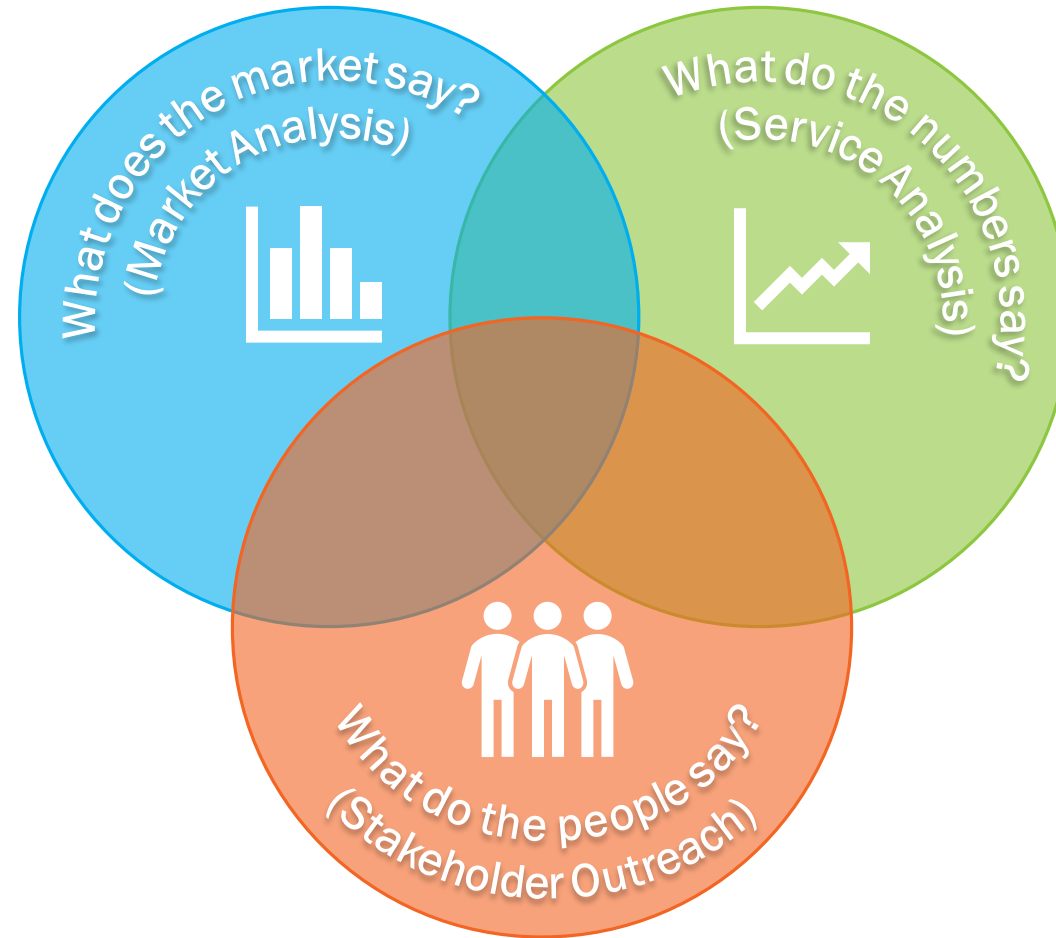 What does the market say?
(Market Analysis)
What do the numbers say?
(Service Analysis)
What do the people say?
(Stakeholder Outreach)